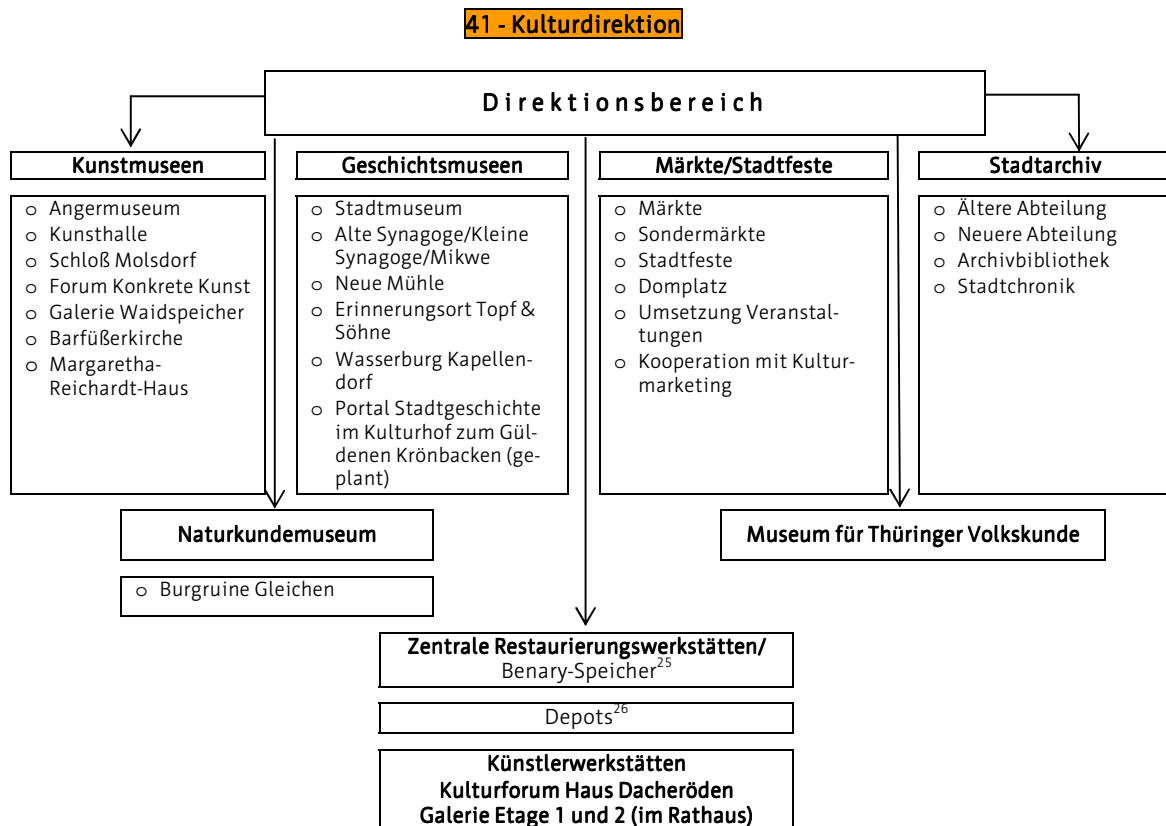 41 - Kulturdirektion
Direktionsbereich
Kunstmuseen
o Angermuseum
o Kunsthalle
o Schloß Molsdorf
o Forum Konkrete Kunst
o Galerie Waidspeicher
o Barfüßerkirche
o Margaretha-
Reichardt-Haus
Geschichtsmuseen
o Stadtmuseum
o Alte Synagoge/Kleine
Synagoge/Mikwe
o Neue Mühle
o Erinnerungsort Topf &
Söhne
o Wasserburg Kapellen-
dorf
o Portal Stadtgeschichte
im Kulturhof zum Gül-
denen Krönbacken (ge-
plant)
Märkte/Stadtfeste
o Märkte
o Sondermärkte
o Stadtfeste
o Domplatz
o Umsetzung Veranstal-
tungen
o Kooperation mit Kultur-
marketing
Stadtarchiv
o Ältere Abteilung
o Neuere Abteilung
o Archivbibliothek
o Stadtchronik
Naturkundemuseum
o Burgruine Gleichen
Museum für Thüringer Volkskunde
Zentrale Restaurierungswerkstätten/
Benary-Speicher25
Depots26
Künstlerwerkstätten
Kulturforum Haus Dacheröden
Galerie Etage 1 und 2 (im Rathaus)